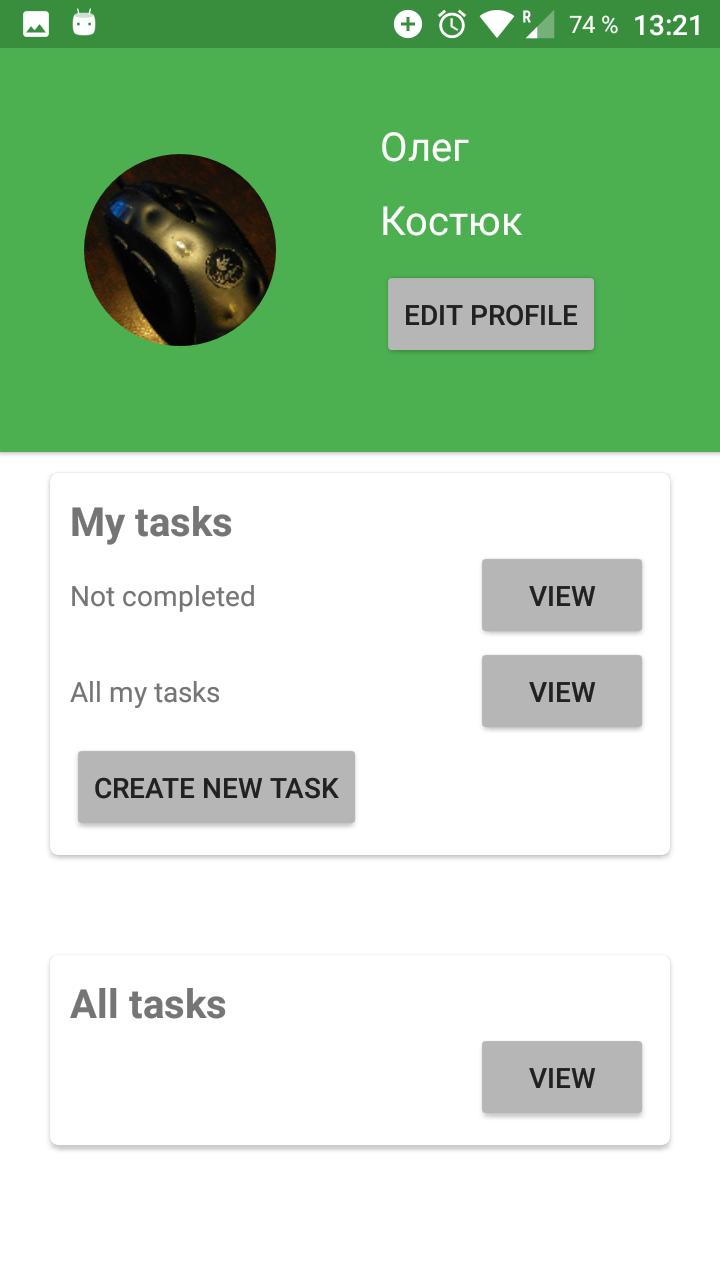 R 74 % 13:21
Олег
Костюк
EDIT PROFILE
My tasks
Not completed VIEW
All my tasks VIEW
CREATE NEW TASK
All tasks
VIEW